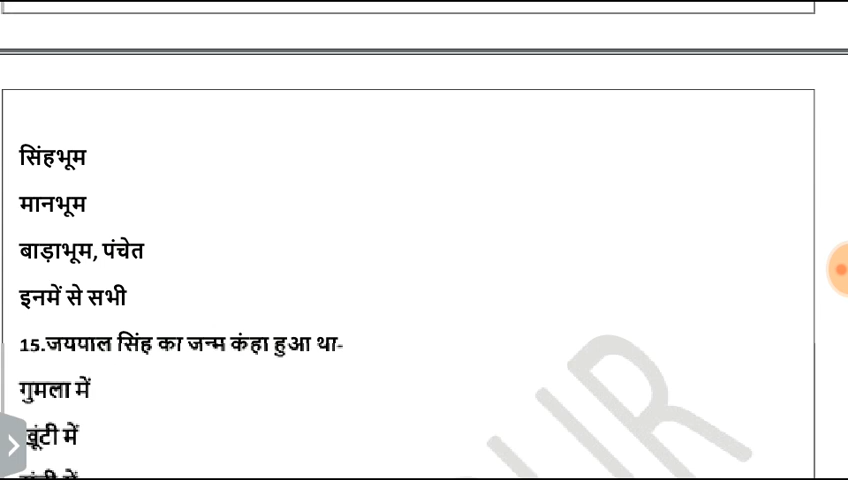 सिंहभूम
मानभूम
बाड़ाभूम, पंचेत
इनमें से सभी
15.जयपाल सिंह का जन्म कंहा हुआ था-
गुमला में
खूंटी में